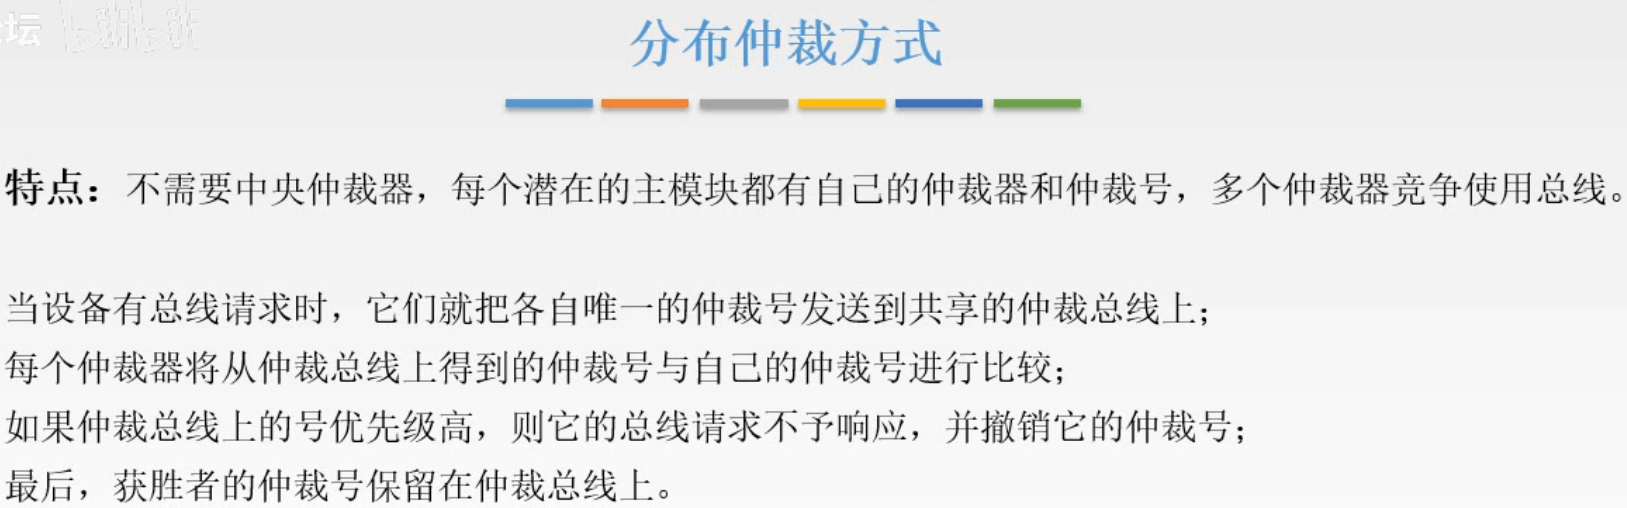 坛 bilibili
分布仲裁方式
特点：不需要中央仲裁器，每个潜在的主模块都有自己的仲裁器和仲裁号，多个仲裁器竞争使用总线。
当设备有总线请求时，它们就把各自唯一的仲裁号发送到共享的仲裁总线上；
每个仲裁器将从仲裁总线上得到的仲裁号与自己的仲裁号进行比较；
如果仲裁总线上的号优先级高，则它的总线请求不予响应，并撤销它的仲裁号；
最后，获胜者的仲裁号保留在仲裁总线上。